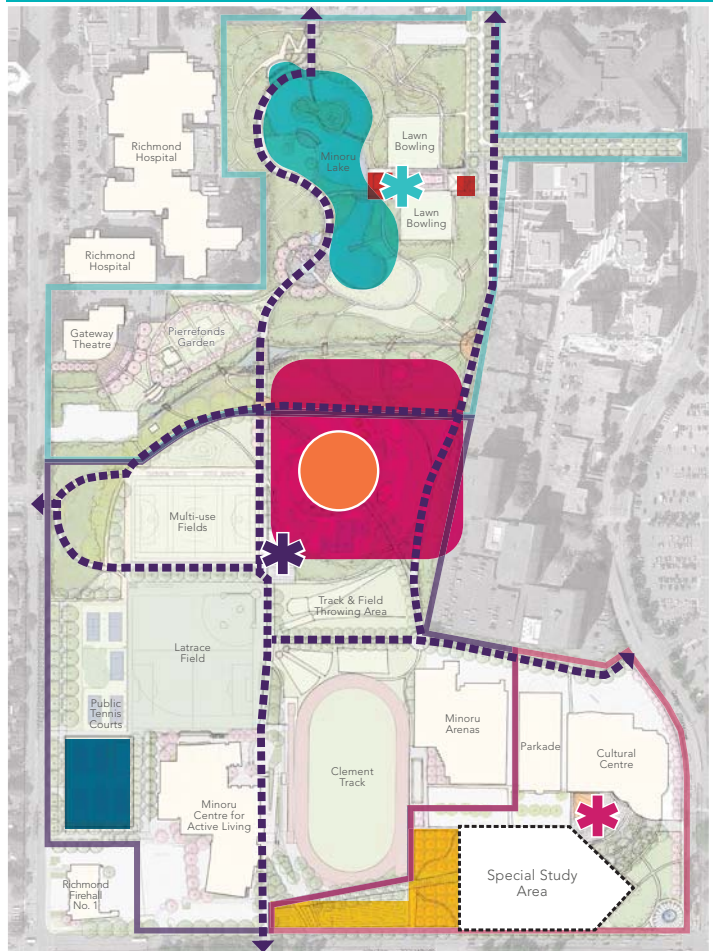 Lawn
Bowling
Richmond
Hospital
Minoru
Lake
Lawn
Bowling
Richmond
Hospital
Gateway
Theatre
Pierrefonds
Garden
Multi-use
Fields
Track & Field
Throwing Area
Latrace
Field
Public
Tennis
Courts
Minoru
Arenas
Parkade
Cultural
Centre
Clement
Track
Minoru
Centre for
Active Living
Special Study
Area
Richmond
Firehall
No. 1